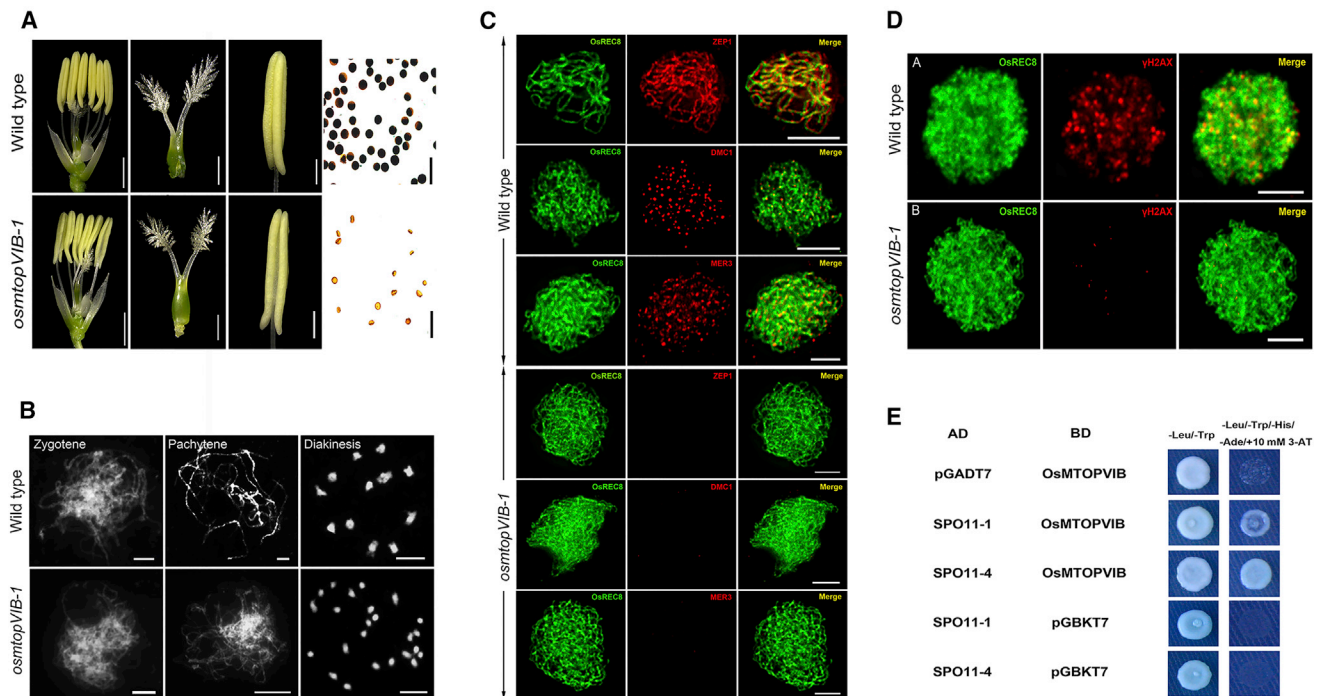 A
Wild type
osmtopVIB-1
B
Zygotene Pachytene Diakinesis
Wild type
osmtopVIB-1
C
Wild type
OsREC8 ZEP1 Merge
OsREC8 DMC1 Merge
OsREC8 MER3 Merge
osmtopVIB-1
OsREC8 ZEP1 Merge
OsREC8 DMC1 Merge
OsREC8 MER3 Merge
D
Wild type
A OsREC8 γH2AX Merge
osmtopVIB-1
B OsREC8 γH2AX Merge
E
AD BD -Leu/-Trp -Leu/-Trp/-His/
-Ade/+10 mM 3-AT
pGADT7 OsMTOPVIB
SPO11-1 OsMTOPVIB
SPO11-4 OsMTOPVIB
SPO11-1 pGBKT7
SPO11-4 pGBKT7